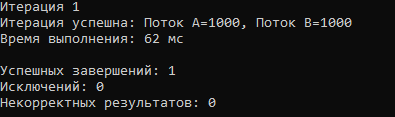 Итерация 1
Итерация успешна: Поток A=1000, Поток B=1000
Время выполнения: 62 мс
Успешных завершений: 1
Исключений: 0
Некорректных результатов: 0